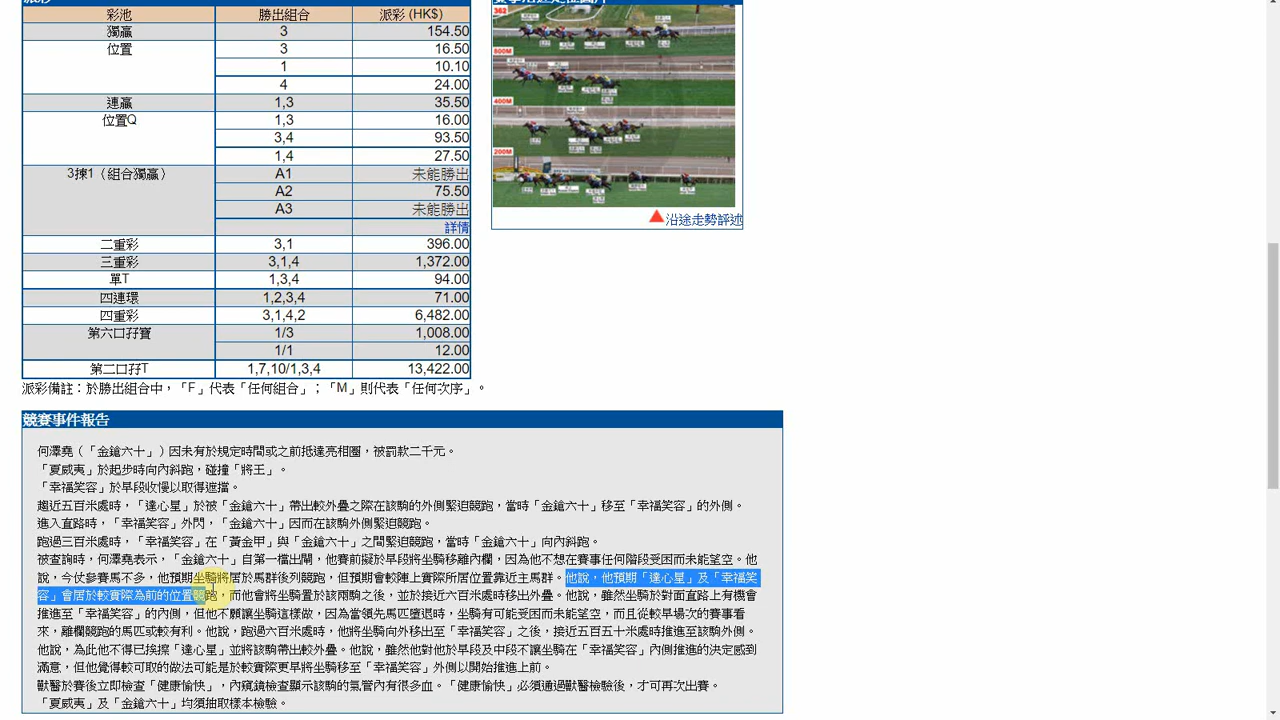 派彩
彩池 勝出組合 派彩 (HK$)
獨贏 3 154.50
位置 3 16.50
1 10.10
4 24.00
連贏 1,3 35.50
位置Q 1,3 16.00
3,4 93.50
1,4 27.50
3揀1（組合獨贏） A1 未能勝出
A2 75.50
A3 未能勝出
詳情
二重彩 3,1 396.00
三重彩 3,1,4 1,372.00
單T 1,3,4 94.00
四連環 1,2,3,4 71.00
四重彩 3,1,4,2 6,482.00
第六口孖寶 1/3 1,008.00
1/1 12.00
第二口孖T 1,7,10/1,3,4 13,422.00
派彩備註：於勝出組合中，「F」代表「任何組合」；「M」則代表「任何次序」。
賽事沿途走位圖片
800M
400M
200M
沿途走勢評述
競賽事件報告
何澤堯（「金鎗六十」）因未有於規定時間或之前抵達亮相圈，被罰款二千元。
「夏威夷」於起步時向內斜跑，碰撞「將王」。
「幸福笑容」於早段收慢以取得遮擋。
趨近五百米處時，「達心星」於被「金鎗六十」帶出較外疊之際在該駒的外側緊迫競跑，當時「金鎗六十」移至「幸福笑容」的外側。
進入直路時，「幸福笑容」外閃，「金鎗六十」因而在該駒外側緊迫競跑。
跑過三百米處時，「幸福笑容」在「黃金甲」與「金鎗六十」之間緊迫競跑，當時「金鎗六十」向內斜跑。
被查詢時，何澤堯表示，「金鎗六十」自第一檔出閘，他賽前擬於早段將坐騎移離內欄，因為他不想在賽事任何階段受困而未能望空。他
說，今仗參賽馬不多，他預期坐騎將居於馬群後列競跑，但預期會較陣上實際所居位置靠近主馬群。他說，他預期「達心星」及「幸福笑
容」會居於較實際為前的位置競跑，而他會將坐騎置於該兩駒之後，並於接近六百米處時移出外疊。他說，雖然坐騎於對面直路上有機會
推進至「幸福笑容」的內側，但他不願讓坐騎這樣做，因為當領先馬匹墮退時，坐騎有可能受困而未能望空，而且從較早場次的賽事看
來，離欄競跑的馬匹或較有利。他說，跑過六百米處時，他將坐騎向外移出至「幸福笑容」之後，接近五百五十米處時推進至該駒外側。
他說，為此他不得已挨擦「達心星」並將該駒帶出較外疊。他說，雖然他對他於早段及中段不讓坐騎在「幸福笑容」內側推進的決定感到
滿意，但他覺得較可取的做法可能是於較實際更早將坐騎移至「幸福笑容」外側以開始推進上前。
獸醫於賽後立即檢查「健康愉快」，內窺鏡檢查顯示該駒的氣管內有很多血。「健康愉快」必須通過獸醫檢驗後，才可再次出賽。
「夏威夷」及「金鎗六十」均須抽取樣本檢驗。